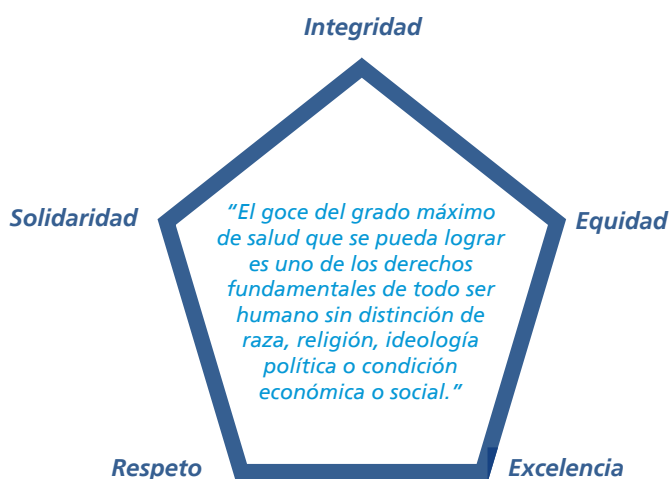 Integridad
Solidaridad
Equidad
“El goce del grado máximo
de salud que se pueda lograr
es uno de los derechos
fundamentales de todo ser
humano sin distinción de
raza, religión, ideología
política o condición
económica o social.”
Respeto
Excelencia